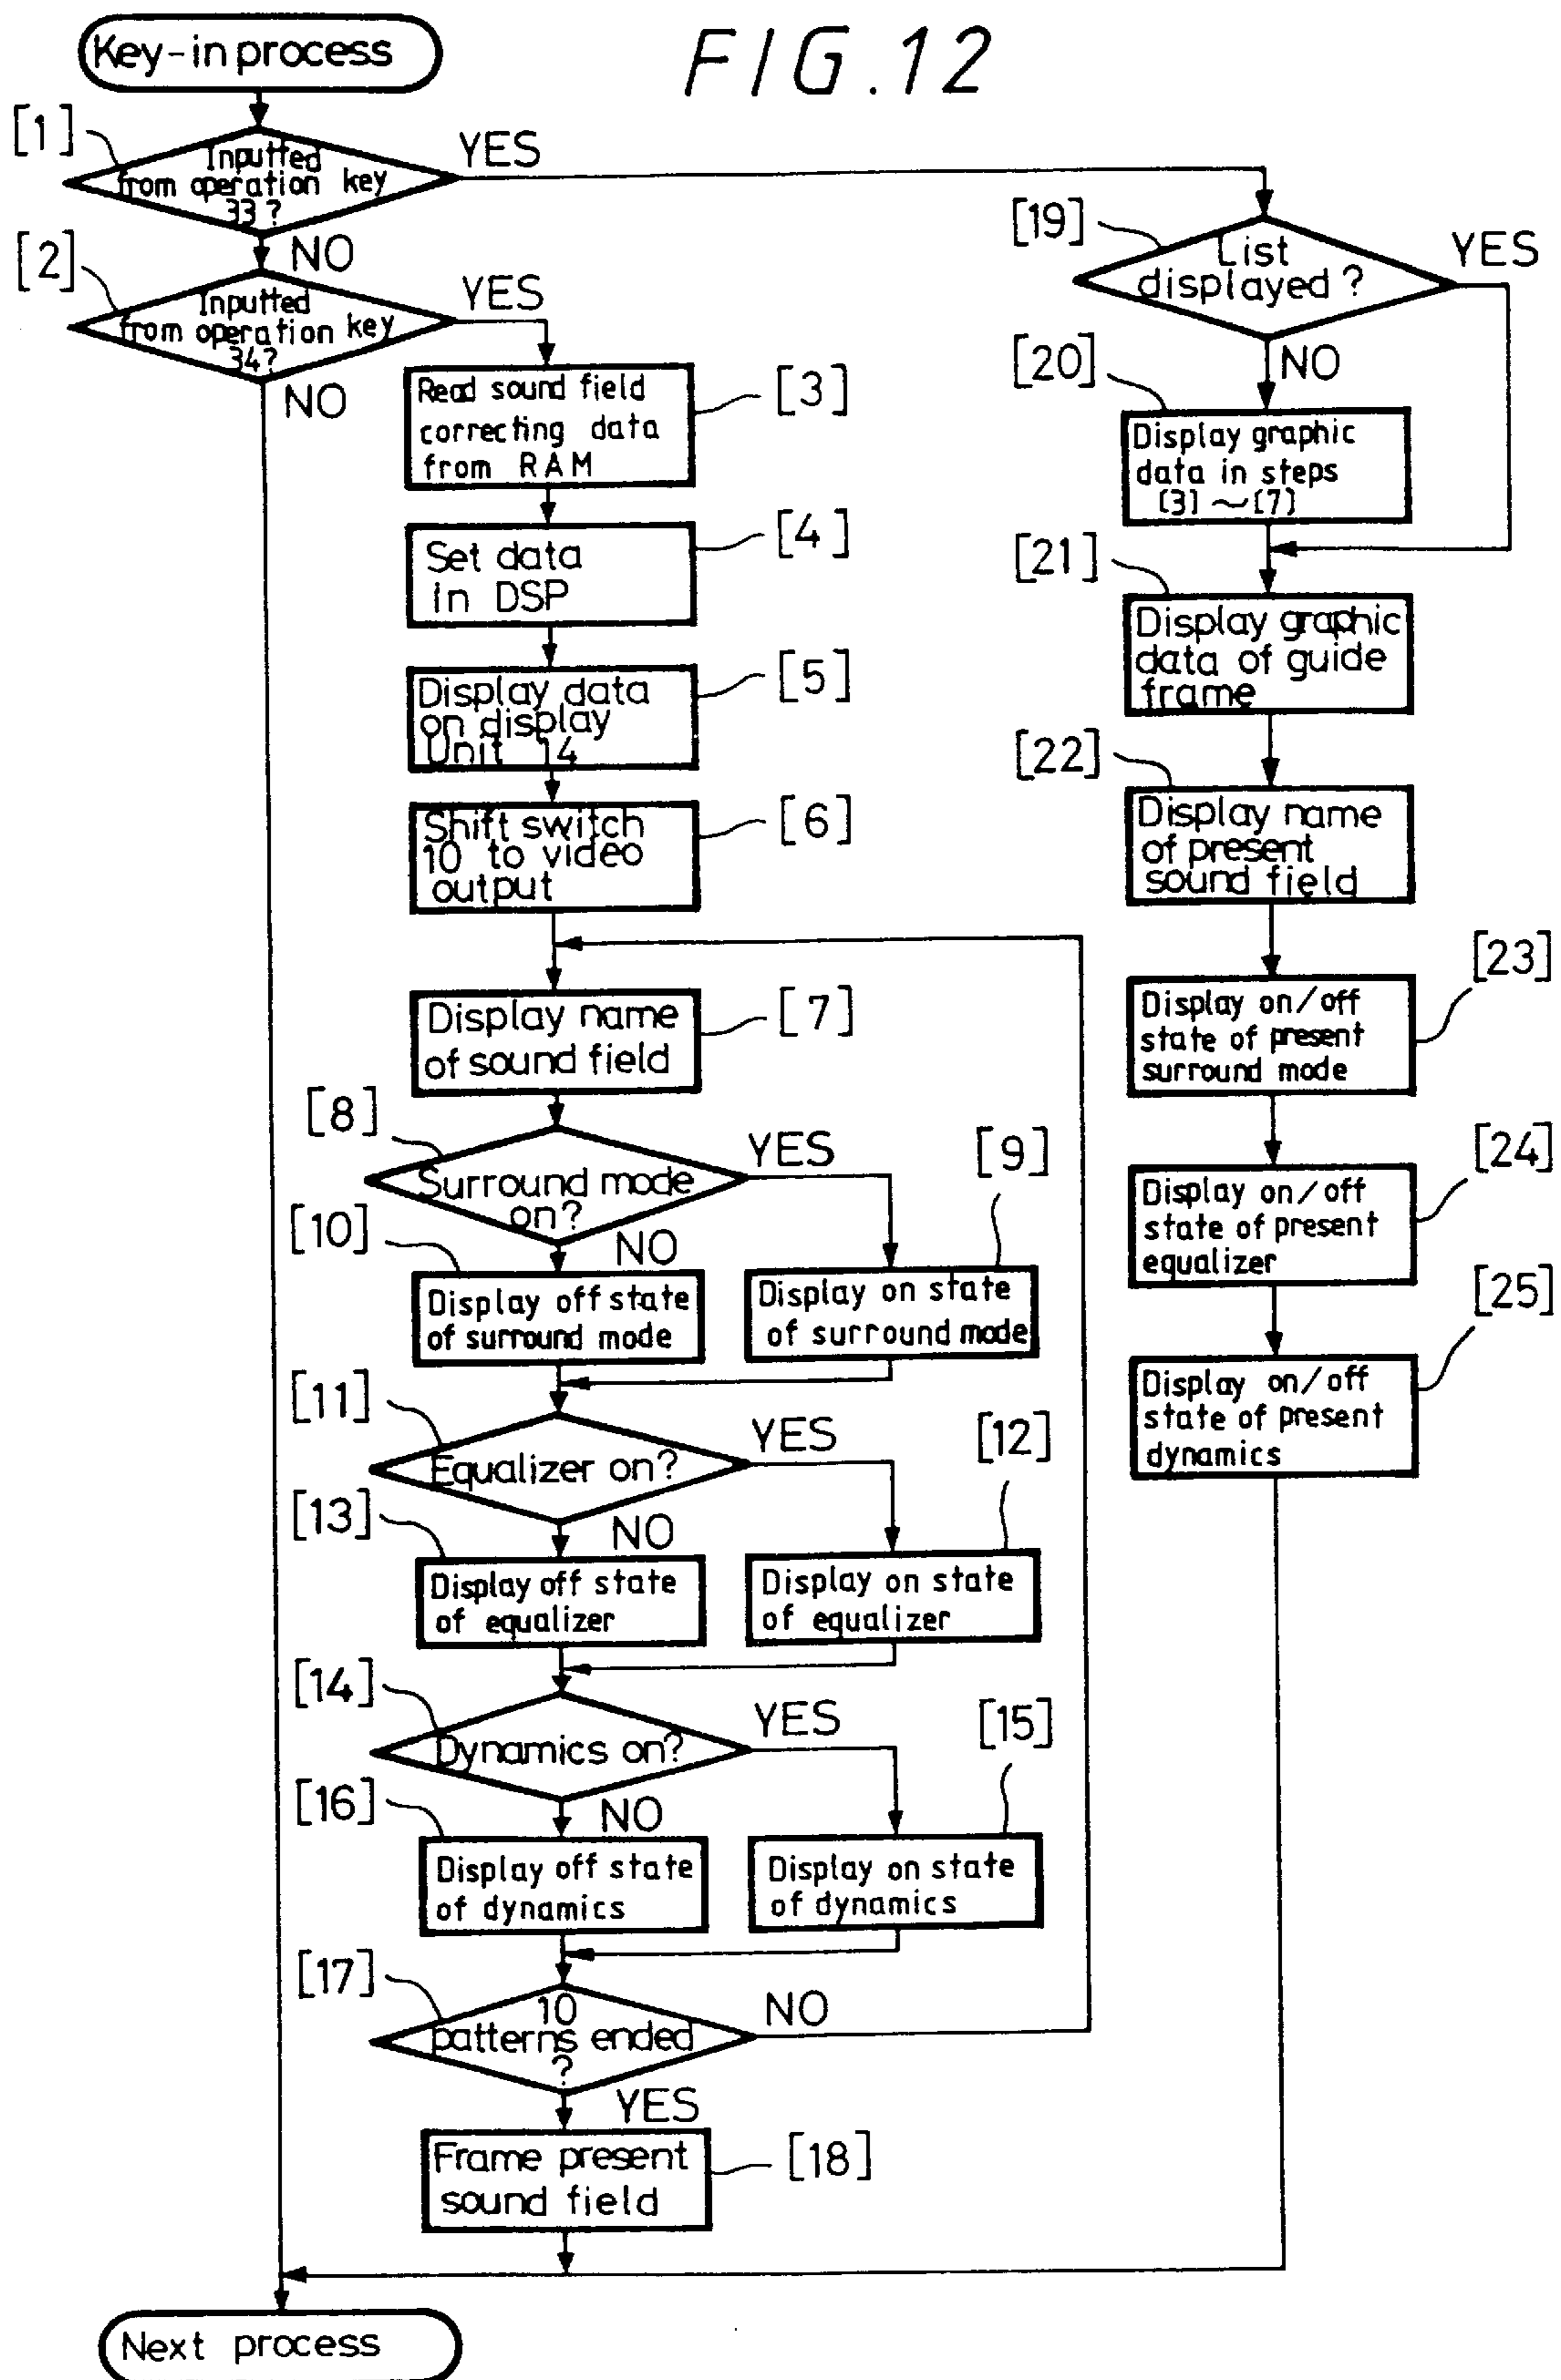 FIG.12
Key-in process
[1]
Inputted
from operation key
33?
YES
NO
[2]
Inputted
from operation key
34?
YES
NO
[3]
Read sound field
correcting data
from RAM
[4]
Set data
in DSP
[5]
Display data
on display
Unit 14
[6]
Shift switch
10 to video
output
[7]
Display name
of sound field
[8]
Surround mode
on?
YES
NO
[9]
Display on state
of surround mode
[10]
Display off state
of surround mode
[11]
Equalizer on?
YES
NO
[12]
Display on state
of equalizer
[13]
Display off state
of equalizer
[14]
Dynamics on?
YES
NO
[15]
Display on state
of dynamics
[16]
Display off state
of dynamics
[17]
10
patterns ended
?
NO
YES
[18]
Frame present
sound field
[19]
List
displayed?
YES
NO
[20]
Display graphic
data in steps
[3]~[7]
[21]
Display graphic
data of guide
frame
[22]
Display name
of present
sound field
[23]
Display on/off
state of present
surround mode
[24]
Display on/off
state of present
equalizer
[25]
Display on/off
state of present
dynamics
Next process